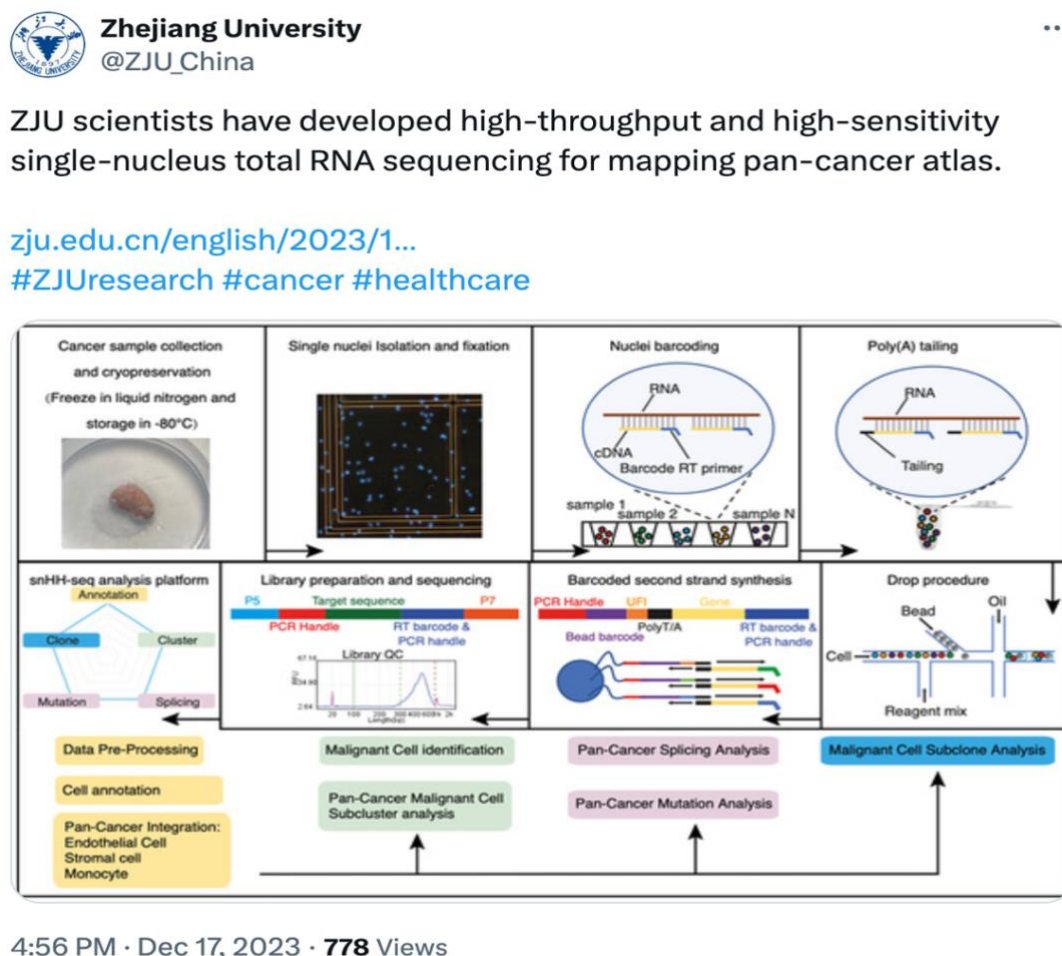 Zhejiang University
@ZJU_China
ZJU scientists have developed high-throughput and high-sensitivity
single-nucleus total RNA sequencing for mapping pan-cancer atlas.
zju.edu.cn/english/2023/1...
#ZJUresearch #cancer #healthcare
Cancer sample collection
and cryopreservation
(Freeze in liquid nitrogen and
storage in -80°C)
Single nuclei Isolation and fixation
Nuclei barcoding
RNA
cDNA
Barcode RT primer
sample 1
sample 2
sample N
Poly(A) tailing
RNA
Tailing
snHH-seq analysis platform
Annotation
Clone
Cluster
Mutation
Splicing
Library preparation and sequencing
P5
Target sequence
P7
PCR Handle
RT barcode &
PCR handle
Library QC
Barcoded second strand synthesis
PCR Handle
UFI
Gene
PolyT/A
Bead barcode
RT barcode &
PCR handle
Drop procedure
Bead
Oil
Cell
Reagent mix
Data Pre-Processing
Cell annotation
Pan-Cancer Integration:
Endothelial Cell
Stromal cell
Monocyte
Malignant Cell identification
Pan-Cancer Malignant Cell
Subcluster analysis
Pan-Cancer Splicing Analysis
Pan-Cancer Mutation Analysis
Malignant Cell Subclone Analysis
4:56 PM · Dec 17, 2023 · 778 Views